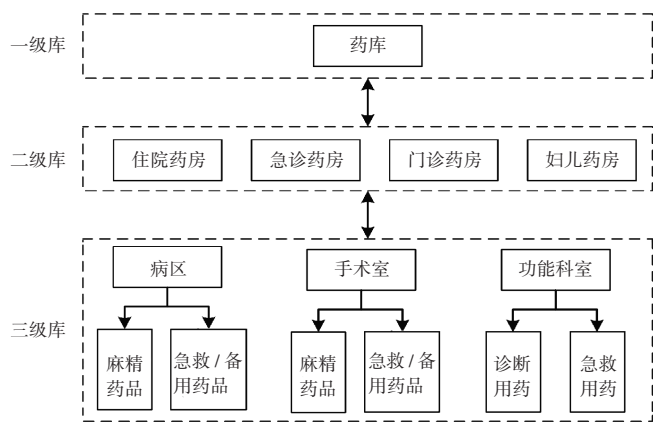 一级库
药库
二级库
住院药房
急诊药房
门诊药房
妇儿药房
三级库
病区
手术室
功能科室
麻精
药品
急救 / 备
用药品
麻精
药品
急救 / 备
用药品
诊断
用药
急救
用药